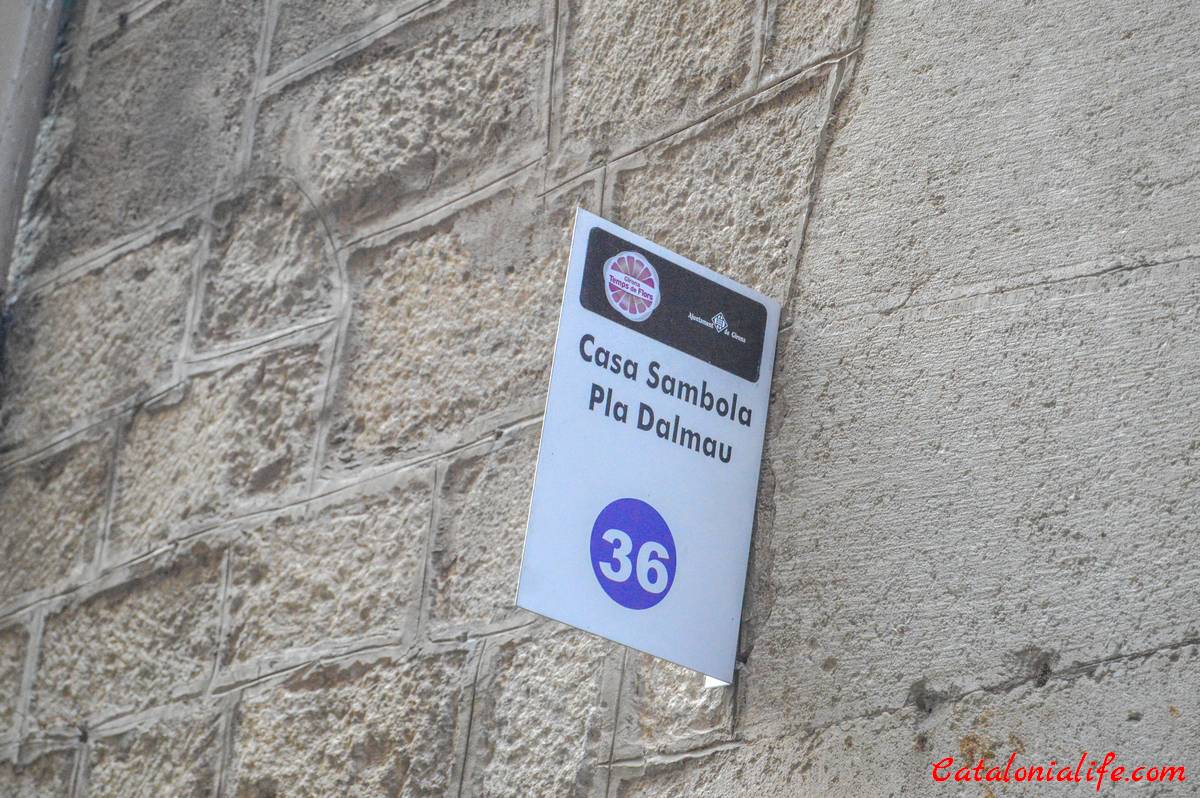 Girona
Temps de Flors
Ajuntament de Girona
Casa Sambola
Pla Dalmau
36
Catalonialife.com